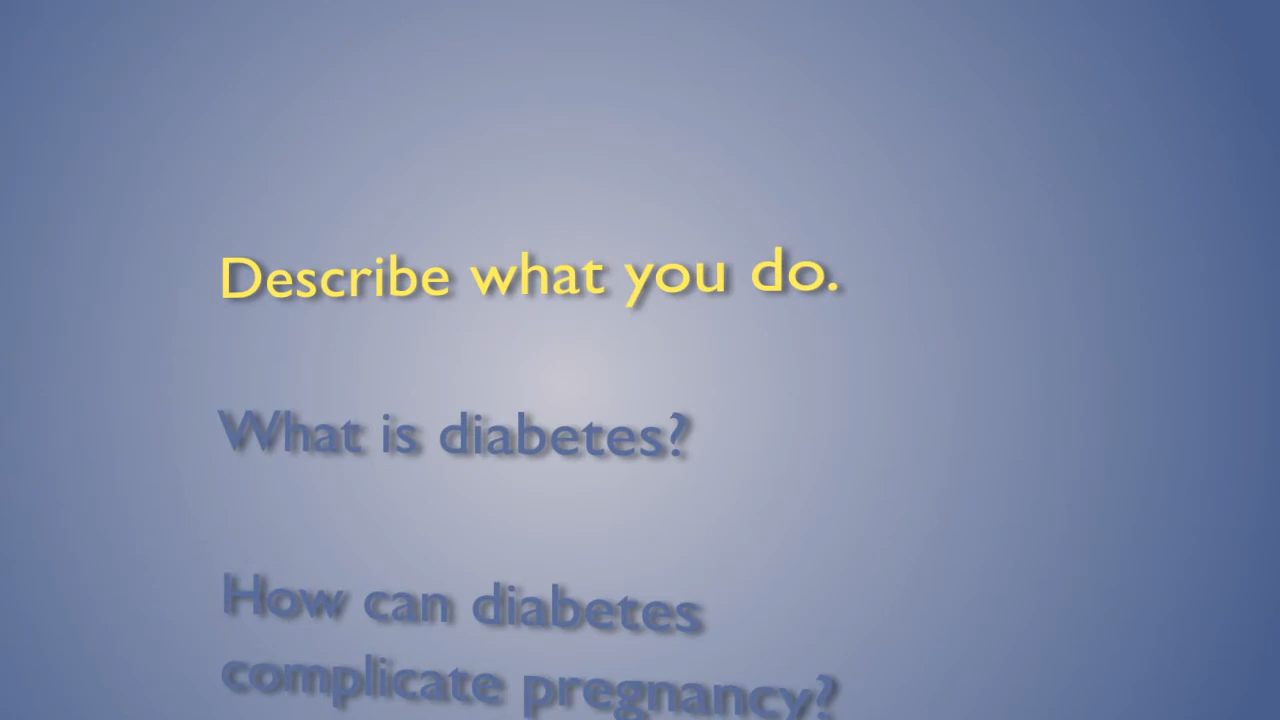 Describe what you do.
What is diabetes?
How can diabetes
complicate pregnancy?